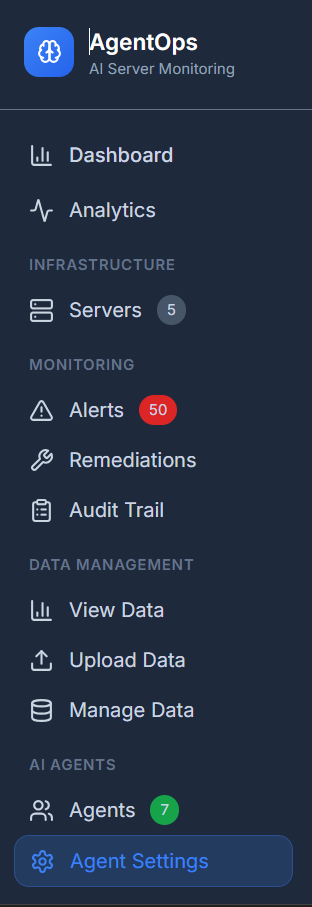 AgentOps
AI Server Monitoring
Dashboard
Analytics
INFRASTRUCTURE
Servers 5
MONITORING
Alerts 50
Remediations
Audit Trail
DATA MANAGEMENT
View Data
Upload Data
Manage Data
AI AGENTS
Agents 7
Agent Settings